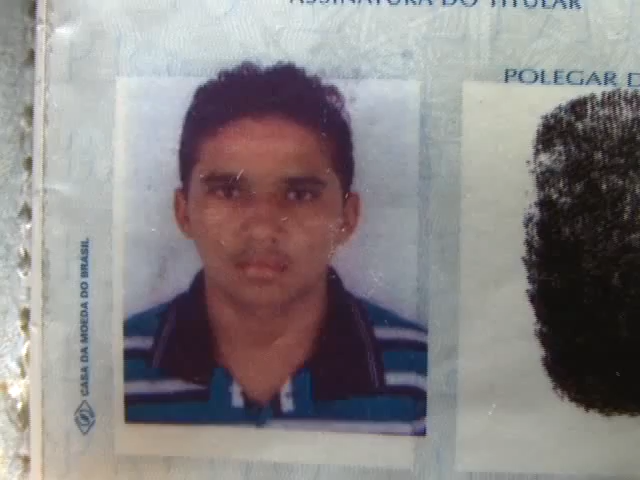 ASSINATURA DO TITULAR
POLEGAR D
CASA DA MOEDA DO BRASIL